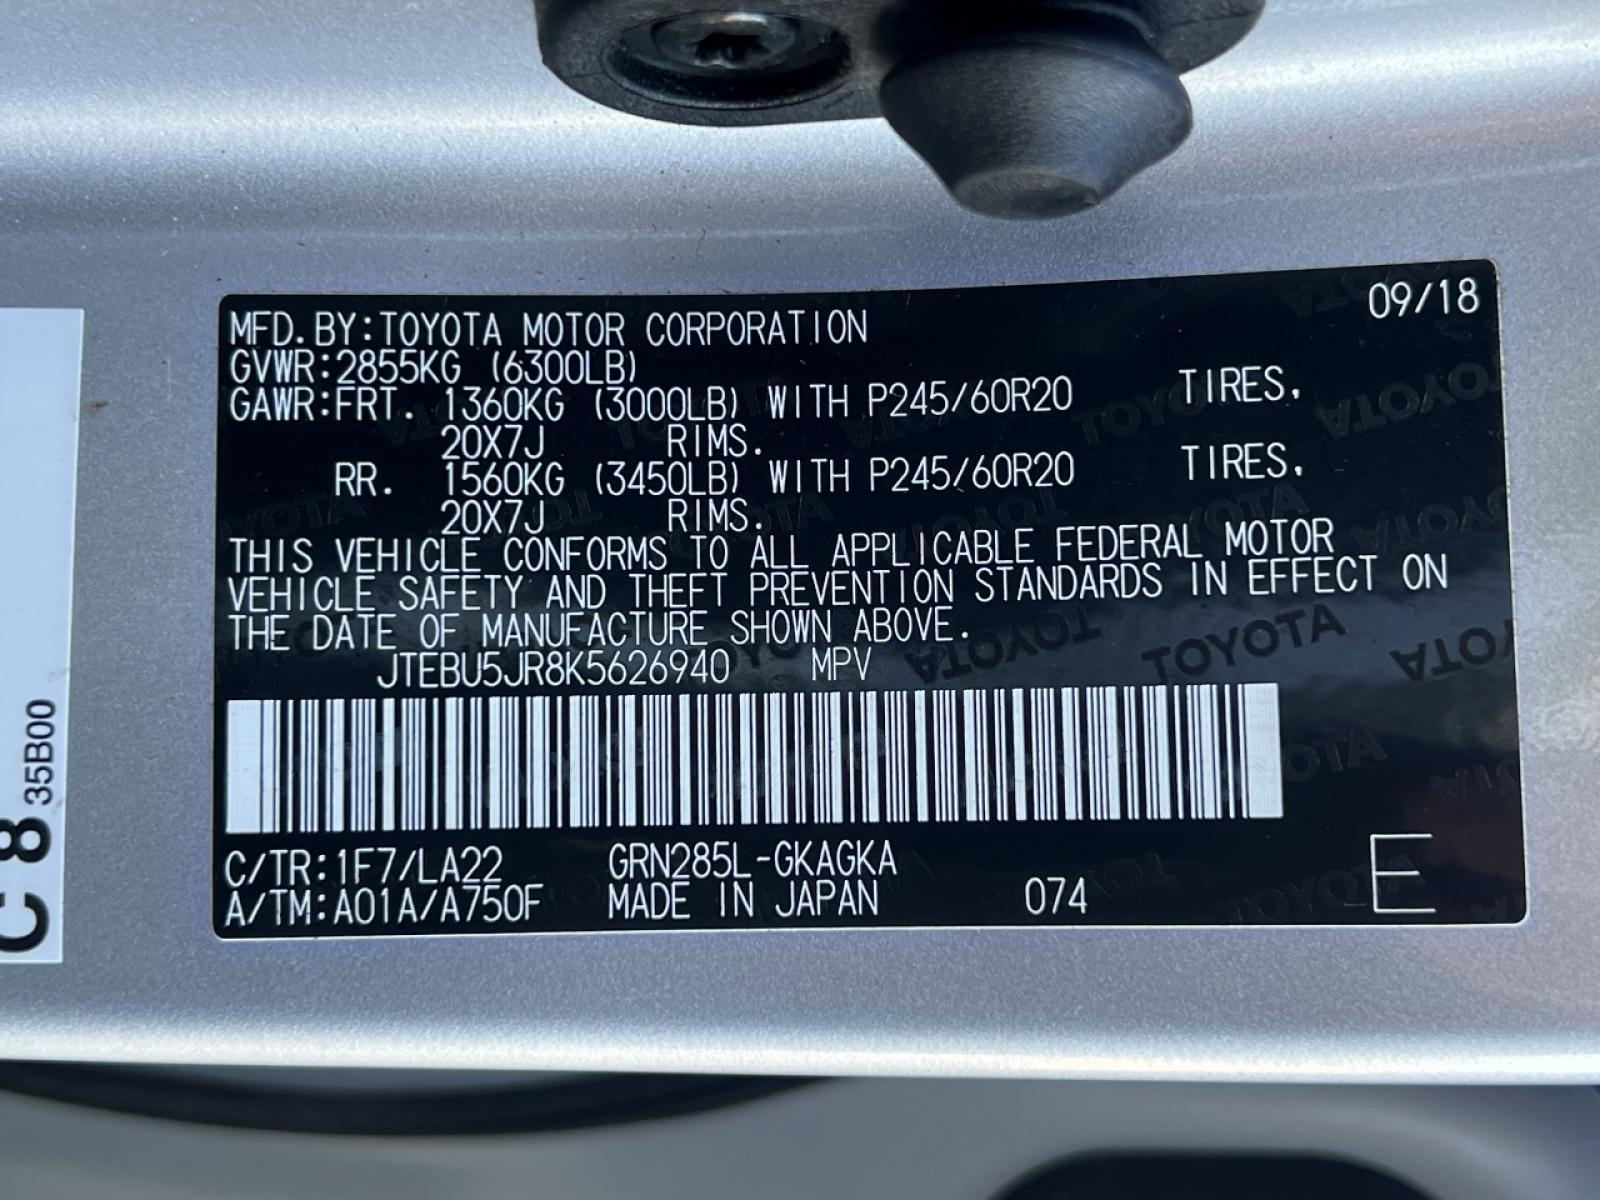 09/18
MFD.BY:TOYOTA MOTOR CORPORATION
GVWR:2855KG (6300LB)
GAWR:FRT. 1360KG (3000LB) WITH P245/60R20 TIRES,
20X7J RIMS.
RR. 1560KG (3450LB) WITH P245/60R20 TIRES,
20X7J RIMS.
THIS VEHICLE CONFORMS TO ALL APPLICABLE FEDERAL MOTOR
VEHICLE SAFETY AND THEFT PREVENTION STANDARDS IN EFFECT ON
THE DATE OF MANUFACTURE SHOWN ABOVE.
JTEBU5JR8K5626940 MPV
C/TR:1F7/LA22 GRN285L-GKAGKA
A/TM:A01A/A750F MADE IN JAPAN 074 E
C8 35B00